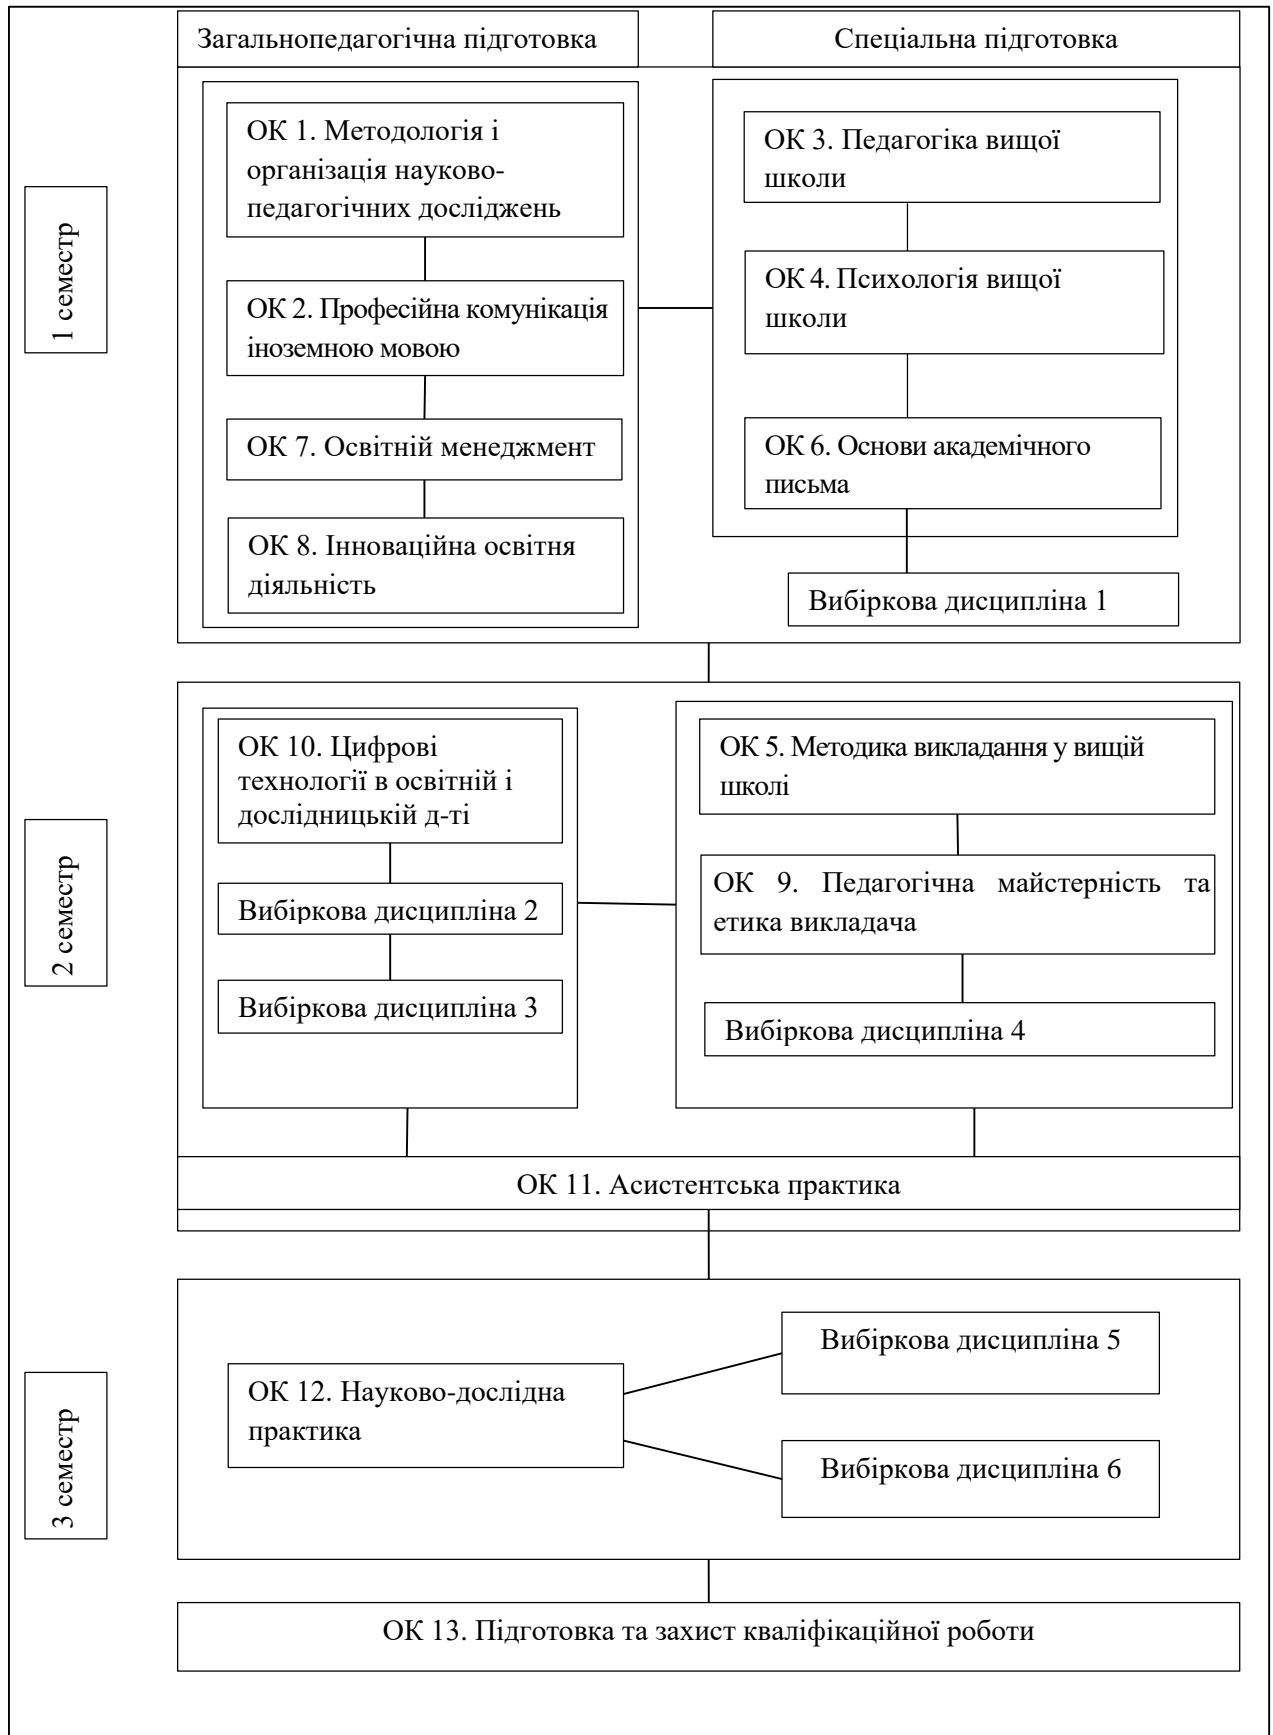 Загальнопедагогічна підготовка
Спеціальна підготовка
1 семестр
ОК 1. Методологія і
організація науково-
педагогічних досліджень
ОК 2. Професійна комунікація
іноземною мовою
ОК 7. Освітній менеджмент
ОК 8. Інноваційна освітня
діяльність
ОК 3. Педагогіка вищої
школи
ОК 4. Психологія вищої
школи
ОК 6. Основи академічного
письма
Вибіркова дисципліна 1
2 семестр
ОК 10. Цифрові
технології в освітній і
дослідницькій д-ті
Вибіркова дисципліна 2
Вибіркова дисципліна 3
ОК 5. Методика викладання у вищій
школі
ОК 9. Педагогічна майстерність та
етика викладача
Вибіркова дисципліна 4
ОК 11. Асистентська практика
3 семестр
ОК 12. Науково-дослідна
практика
Вибіркова дисципліна 5
Вибіркова дисципліна 6
ОК 13. Підготовка та захист кваліфікаційної роботи